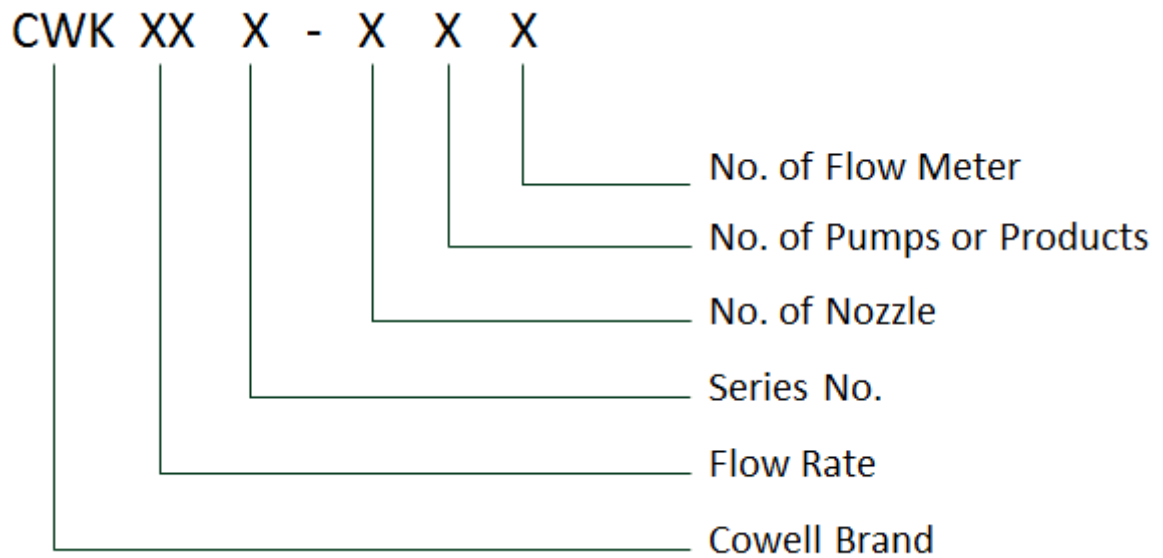 CWK XX X - X X X
No. of Flow Meter
No. of Pumps or Products
No. of Nozzle
Series No.
Flow Rate
Cowell Brand